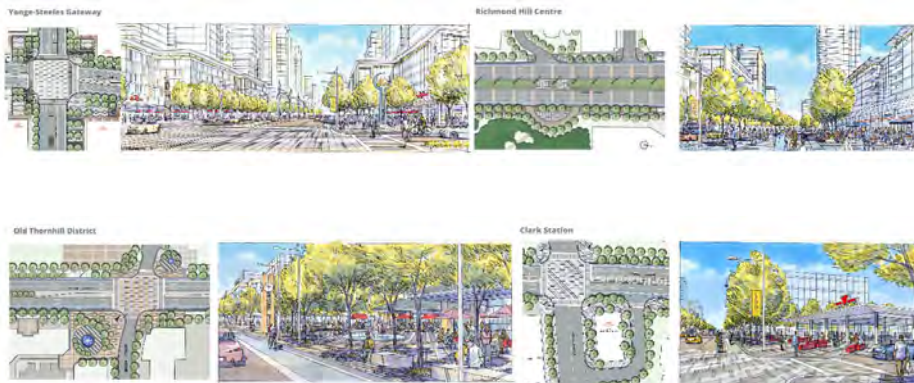 Yonge-Steeles Gateway
Richmond Hill Centre
Old Thornhill District
Clark Station